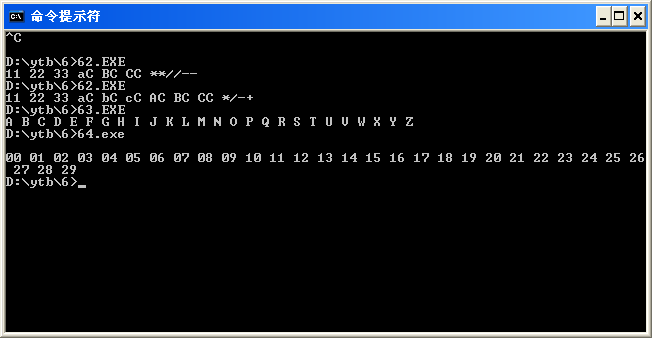 命令提示符
^C
D:\ytb\6>62.EXE
11 22 33 aC BC CC **//--
D:\ytb\6>62.EXE
11 22 33 aC bC cC AC BC CC */-+
D:\ytb\6>63.EXE
A B C D E F G H I J K L M N O P Q R S T U V W X Y Z
D:\ytb\6>64.exe
00 01 02 03 04 05 06 07 08 09 10 11 12 13 14 15 16 17 18 19 20 21 22 23 24 25 26
27 28 29
D:\ytb\6>